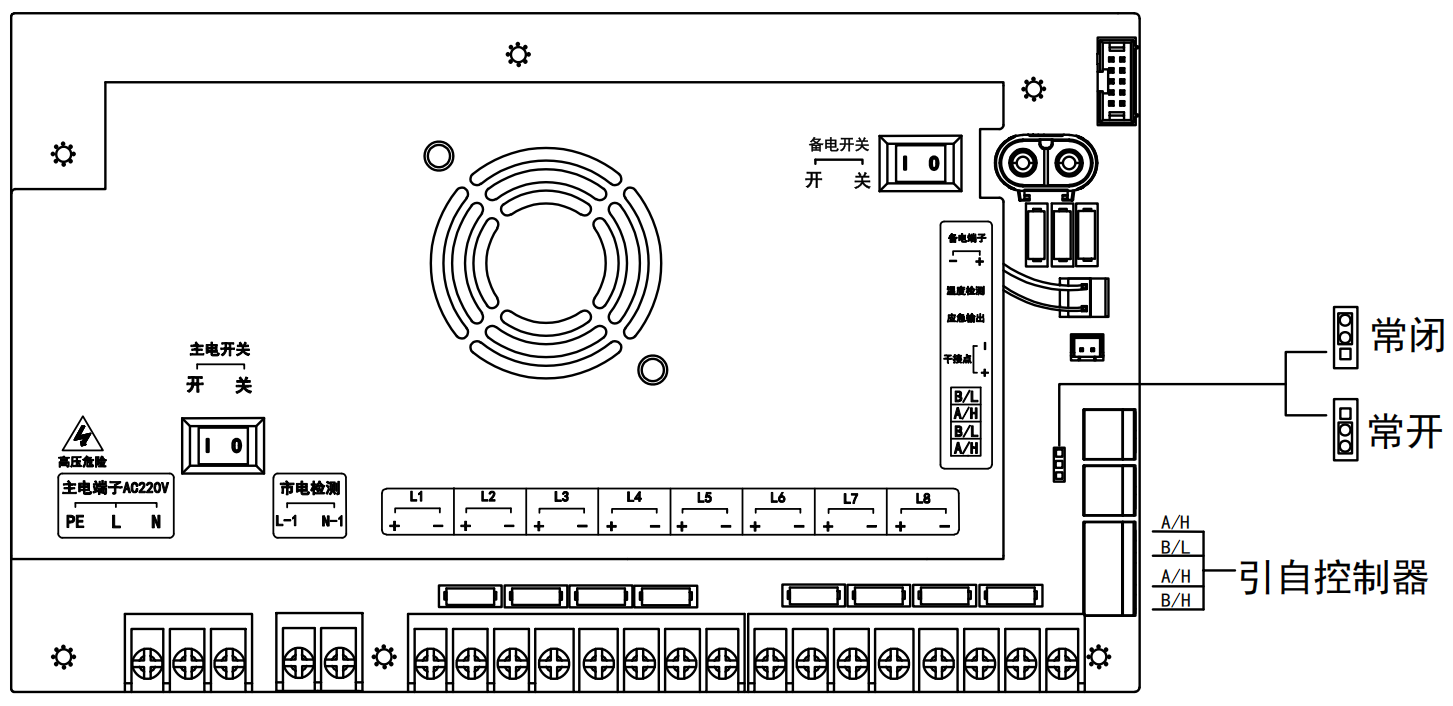 备电开关
开 关
I O
备电端子
- +
温度检测
应急输出
干接点
-
+
B/L
A/H
B/L
A/H
常闭
常开
主电开关
开 关
I O
高压危险
主电端子AC220V
PE L N
市电检测
L-1 N-1
L1 L2 L3 L4 L5 L6 L7 L8
+ - + - + - + - + - + - + - + -
A/H
B/L
A/H
B/H
引自控制器